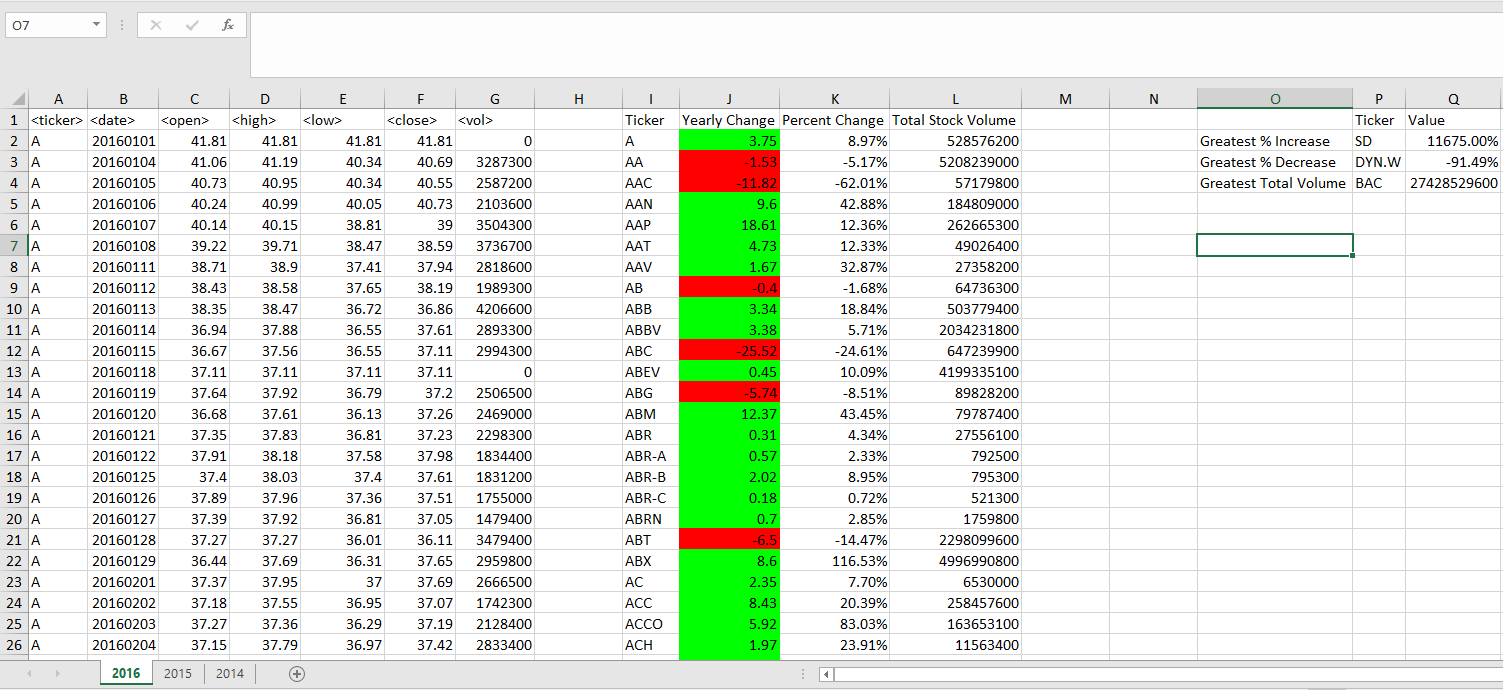 O7 fx
A B C D E F G H I J K L M N O P Q
1 <ticker> <date> <open> <high> <low> <close> <vol> Ticker Yearly Change Percent Change Total Stock Volume Ticker Value
2 A 20160101 41.81 41.81 41.81 41.81 0 A 3.75 8.97% 528576200 Greatest % Increase SD 11675.00%
3 A 20160104 41.06 41.19 40.34 40.69 3287300 AA -1.53 -5.17% 5208239000 Greatest % Decrease DYN.W -91.49%
4 A 20160105 40.73 40.95 40.34 40.55 2587200 AAC -11.82 -62.01% 57179800 Greatest Total Volume BAC 27428529600
5 A 20160106 40.24 40.99 40.05 40.73 2103600 AAN 9.6 42.88% 184809000
6 A 20160107 40.14 40.15 38.81 39 3504300 AAP 18.61 12.36% 262665300
7 A 20160108 39.22 39.71 38.47 38.59 3736700 AAT 4.73 12.33% 49026400
8 A 20160111 38.71 38.9 37.41 37.94 2818600 AAV 1.67 32.87% 27358200
9 A 20160112 38.43 38.58 37.65 38.19 1989300 AB -0.4 -1.68% 64736300
10 A 20160113 38.35 38.47 36.72 36.86 4206600 ABB 3.34 18.84% 503779400
11 A 20160114 36.94 37.88 36.55 37.61 2893300 ABBV 3.38 5.71% 2034231800
12 A 20160115 36.67 37.56 36.55 37.11 2994300 ABC -25.52 -24.61% 647239900
13 A 20160118 37.11 37.11 37.11 37.11 0 ABEV 0.45 10.09% 4199335100
14 A 20160119 37.64 37.92 36.79 37.2 2506500 ABG -5.74 -8.51% 89828200
15 A 20160120 36.68 37.61 36.13 37.26 2469000 ABM 12.37 43.45% 79787400
16 A 20160121 37.35 37.83 36.81 37.23 2298300 ABR 0.31 4.34% 27556100
17 A 20160122 37.91 38.18 37.58 37.98 1834400 ABR-A 0.57 2.33% 792500
18 A 20160125 37.4 38.03 37.4 37.61 1831200 ABR-B 2.02 8.95% 795300
19 A 20160126 37.89 37.96 37.36 37.51 1755000 ABR-C 0.18 0.72% 521300
20 A 20160127 37.39 37.92 36.81 37.05 1479400 ABRN 0.7 2.85% 1759800
21 A 20160128 37.27 37.27 36.01 36.11 3479400 ABT -6.5 -14.47% 2298099600
22 A 20160129 36.44 37.69 36.31 37.65 2959800 ABX 8.6 116.53% 4996990800
23 A 20160201 37.37 37.95 37 37.69 2666500 AC 2.35 7.70% 6530000
24 A 20160202 37.18 37.55 36.95 37.07 1742300 ACC 8.43 20.39% 258457600
25 A 20160203 37.27 37.36 36.29 37.19 2128400 ACCO 5.92 83.03% 163653100
26 A 20160204 37.15 37.79 36.97 37.42 2833400 ACH 1.97 23.91% 11563400
2016 2015 2014